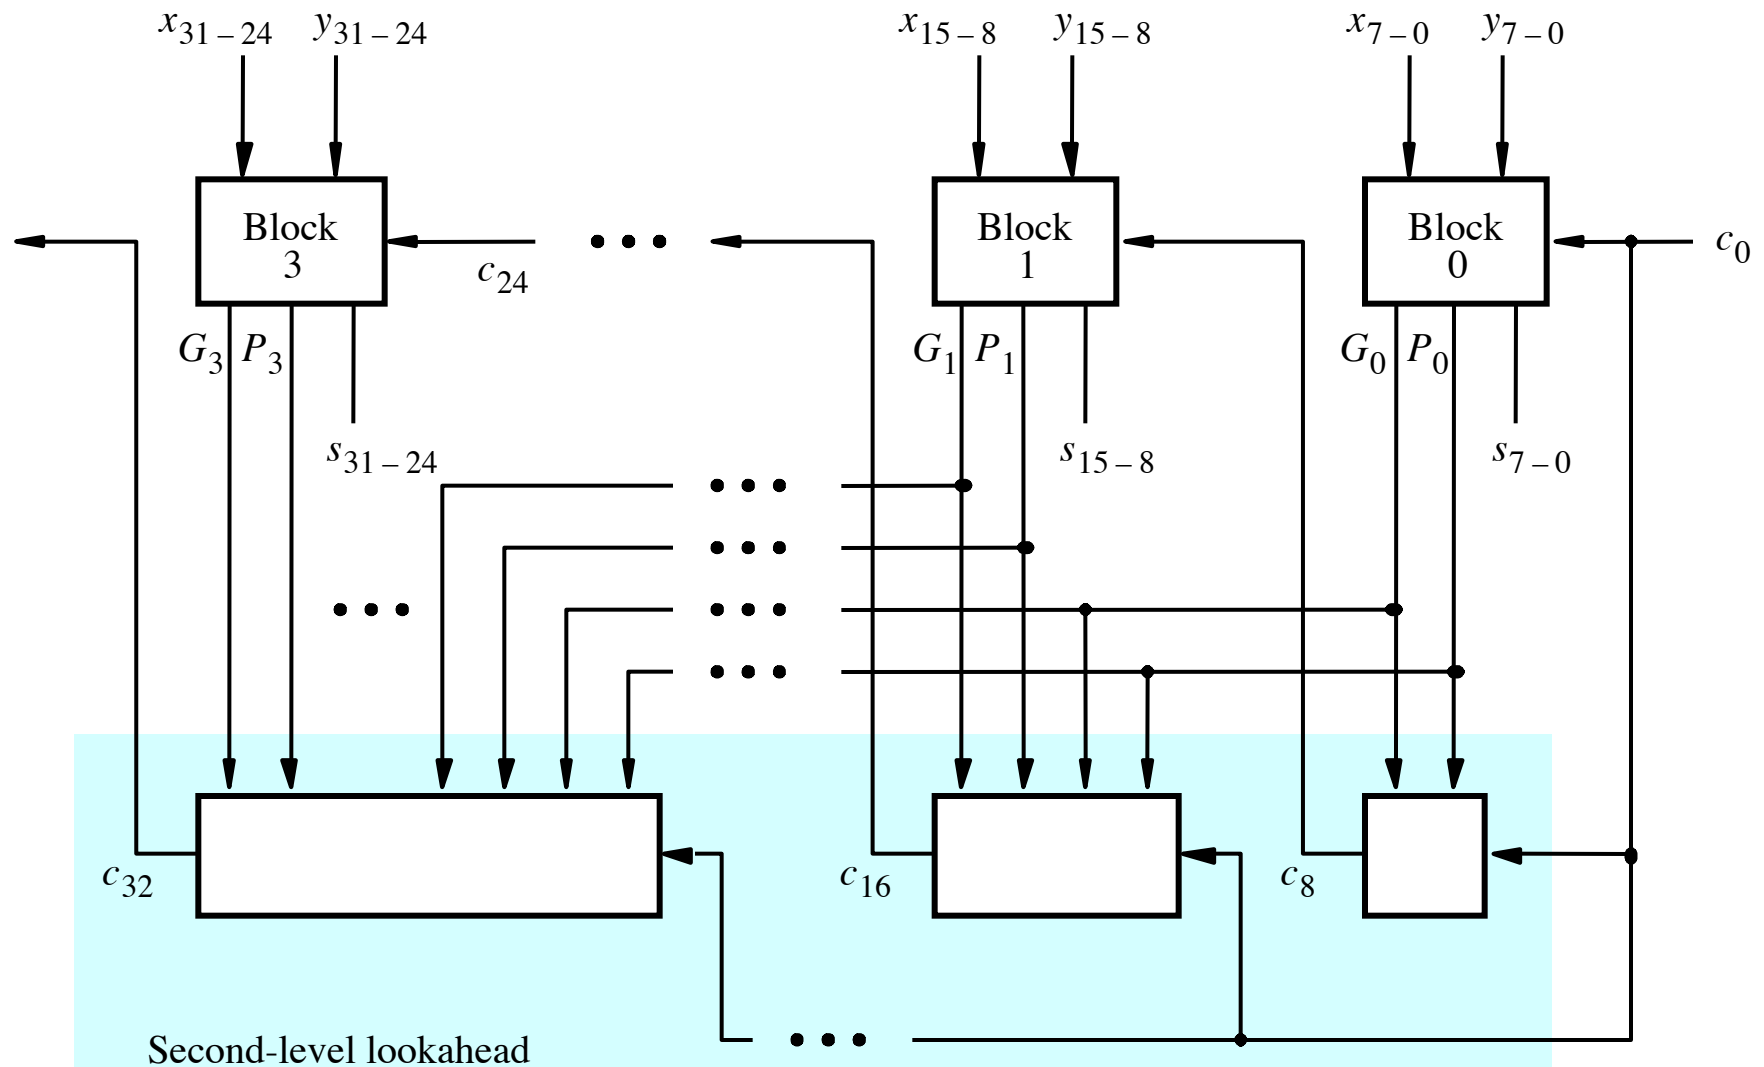 x31 – 24 y31 – 24 x15 – 8 y15 – 8 x7 – 0 y7 – 0
Block
3
Block
1
Block
0
c24
c0
G3 P3 G1 P1 G0 P0
s31 – 24 s15 – 8 s7 – 0
c32 c16 c8
Second-level lookahead